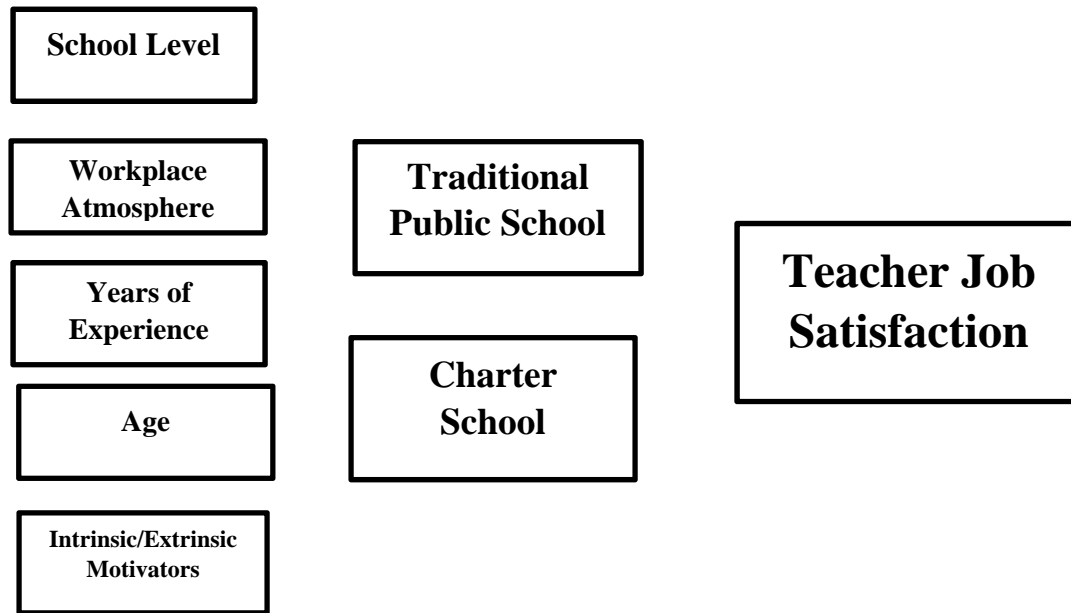 School Level
Workplace
Atmosphere
Years of
Experience
Age
Intrinsic/Extrinsic
Motivators
Traditional
Public School
Charter
School
Teacher Job
Satisfaction